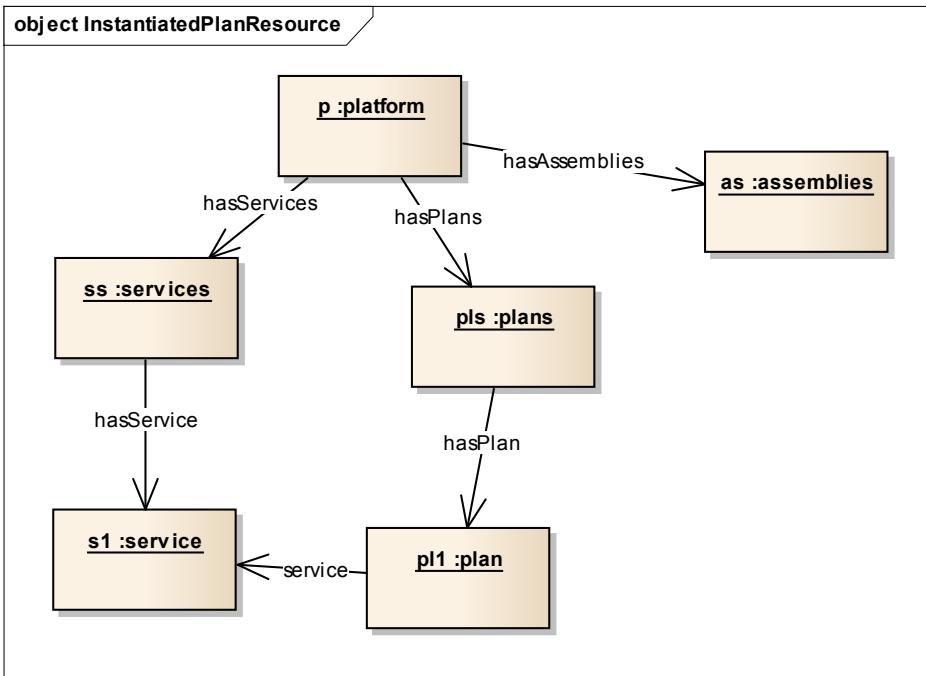 object InstantiatedPlanResource
p :platform
hasAssemblies
as :assemblies
hasServices
hasPlans
ss :services
pls :plans
hasService
hasPlan
s1 :service
service
pl1 :plan